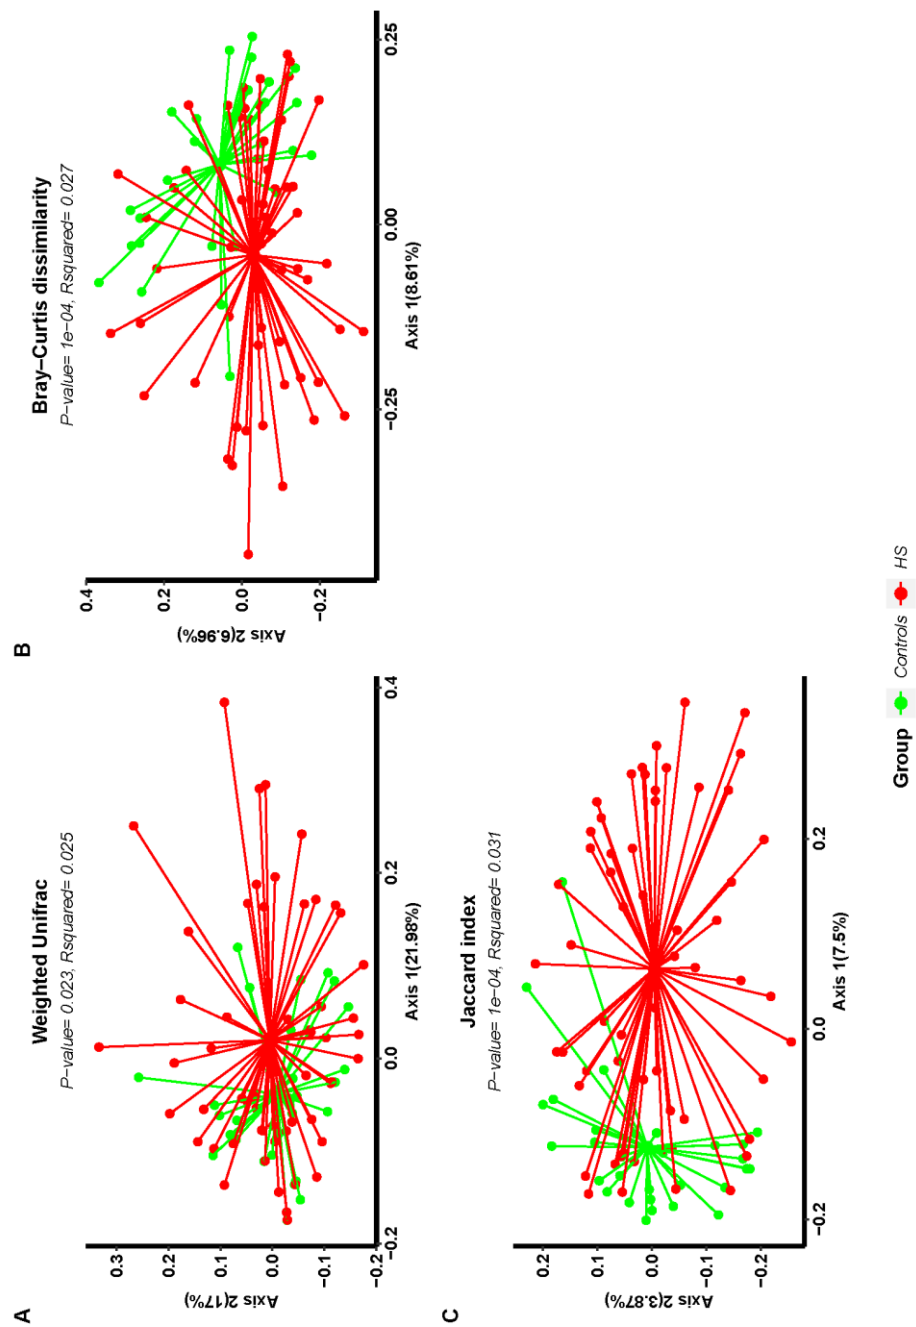 A
Weighted Unifrac
P-value= 0.023, Rsquared= 0.025
0.3
0.2
0.1
0.0
−0.1
−0.2
Axis 2(17%)
−0.2
0.0
0.2
0.4
Axis 1(21.98%)
B
Bray−Curtis dissimilarity
P-value= 1e−04, Rsquared= 0.027
0.4
0.2
0.0
−0.2
Axis 2(6.96%)
−0.25
0.00
0.25
Axis 1(8.61%)
C
Jaccard index
P-value= 1e−04, Rsquared= 0.031
0.2
0.1
0.0
−0.1
−0.2
Axis 2(3.87%)
−0.2
0.0
0.2
Axis 1(7.5%)
Group Controls HS